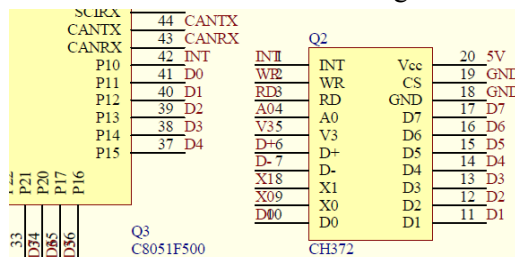 SCIRX
CANTX 44 CANTX
CANRX 43 CANRX
P10 42 INT
P11 41 D0
P12 40 D1
P13 39 D2
P14 38 D3
P15 37 D4
P21 P20 P17 P16
33 34 35 36
Q3
C8051F500
Q2
INT 1 INT Vcc 20 5V
WR 2 WR CS 19 GND
RD 3 RD GND 18 GND
A0 4 A0 D7 17 D7
V3 5 V3 D6 16 D6
D+ 6 D+ D5 15 D5
D- 7 D- D4 14 D4
X1 8 X1 D3 13 D3
X0 9 X0 D2 12 D2
D0 10 D0 D1 11 D1
CH372